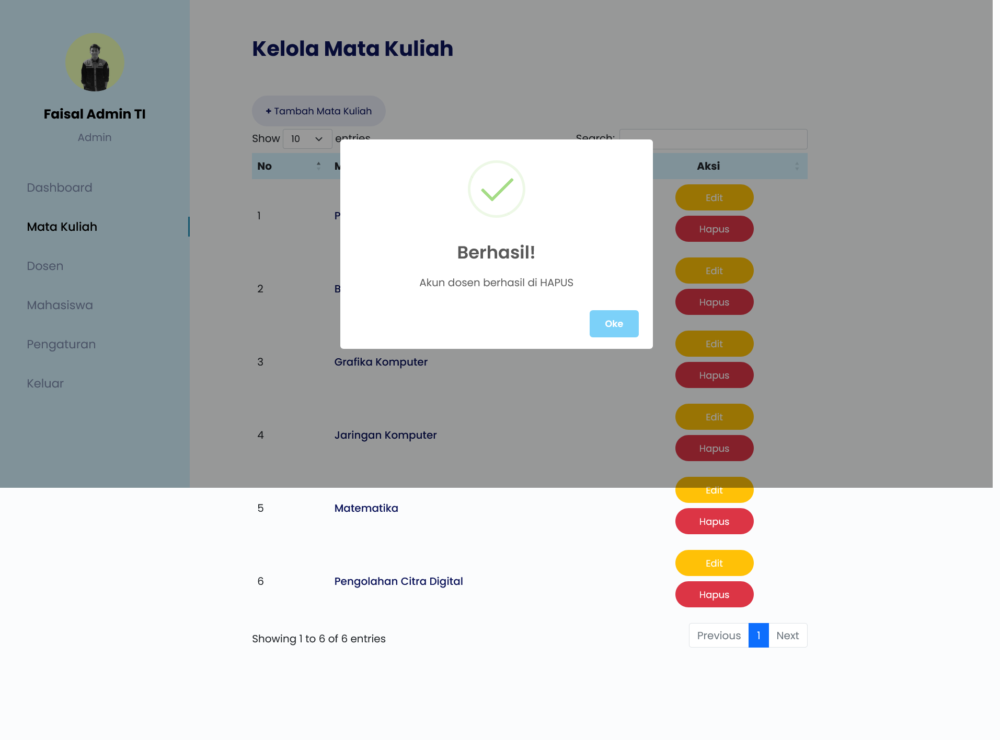 Faisal Admin TI
Admin
Dashboard
Mata Kuliah
Dosen
Mahasiswa
Pengaturan
Keluar
Kelola Mata Kuliah
+ Tambah Mata Kuliah
Show 10 entries
Search:
No
Aksi
1
Edit
Hapus
2
Edit
Hapus
Berhasil!
Akun dosen berhasil di HAPUS
Oke
3 Grafika Komputer
Edit
Hapus
4 Jaringan Komputer
Edit
Hapus
5 Matematika
Edit
Hapus
6 Pengolahan Citra Digital
Edit
Hapus
Showing 1 to 6 of 6 entries
Previous 1 Next